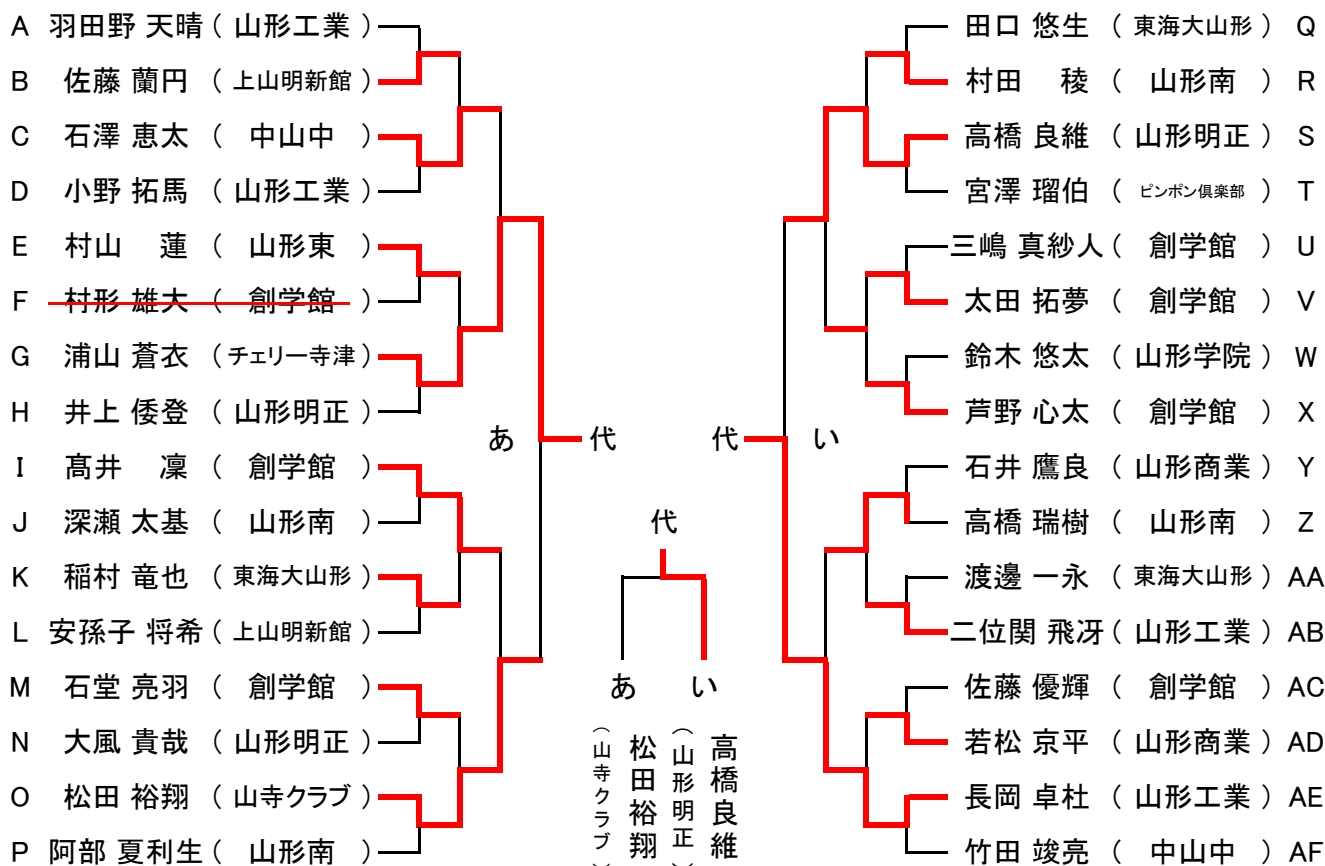 A 羽田野 天晴 ( 山形工業 )
B 佐藤 蘭円 ( 上山明新館 )
C 石澤 恵太 ( 中山中 )
D 小野 拓馬 ( 山形工業 )
E 村山 蓮 ( 山形東 )
F 村形 雄大 ( 創学館 )
G 浦山 蒼衣 ( チェリー寺津 )
H 井上 倭登 ( 山形明正 )
I 髙井 凜 ( 創学館 )
J 深瀬 太基 ( 山形南 )
K 稲村 竜也 ( 東海大山形 )
L 安孫子 将希 ( 上山明新館 )
M 石堂 亮羽 ( 創学館 )
N 大風 貴哉 ( 山形明正 )
O 松田 裕翔 ( 山寺クラブ )
P 阿部 夏利生 ( 山形南 )
あ 代
代 い
代
あ い
高橋良維
(山形明正)
松田裕翔
(山寺クラブ)
田口 悠生 ( 東海大山形 ) Q
村田 稜 ( 山形南 ) R
高橋 良維 ( 山形明正 ) S
宮澤 瑠伯 ( ピンポン倶楽部 ) T
三嶋 真紗人 ( 創学館 ) U
太田 拓夢 ( 創学館 ) V
鈴木 悠太 ( 山形学院 ) W
芦野 心太 ( 創学館 ) X
石井 鷹良 ( 山形商業 ) Y
高橋 瑞樹 ( 山形南 ) Z
渡邊 一永 ( 東海大山形 ) AA
二位関 飛冴 ( 山形工業 ) AB
佐藤 優輝 ( 創学館 ) AC
若松 京平 ( 山形商業 ) AD
長岡 卓杜 ( 山形工業 ) AE
竹田 竣亮 ( 中山中 ) AF